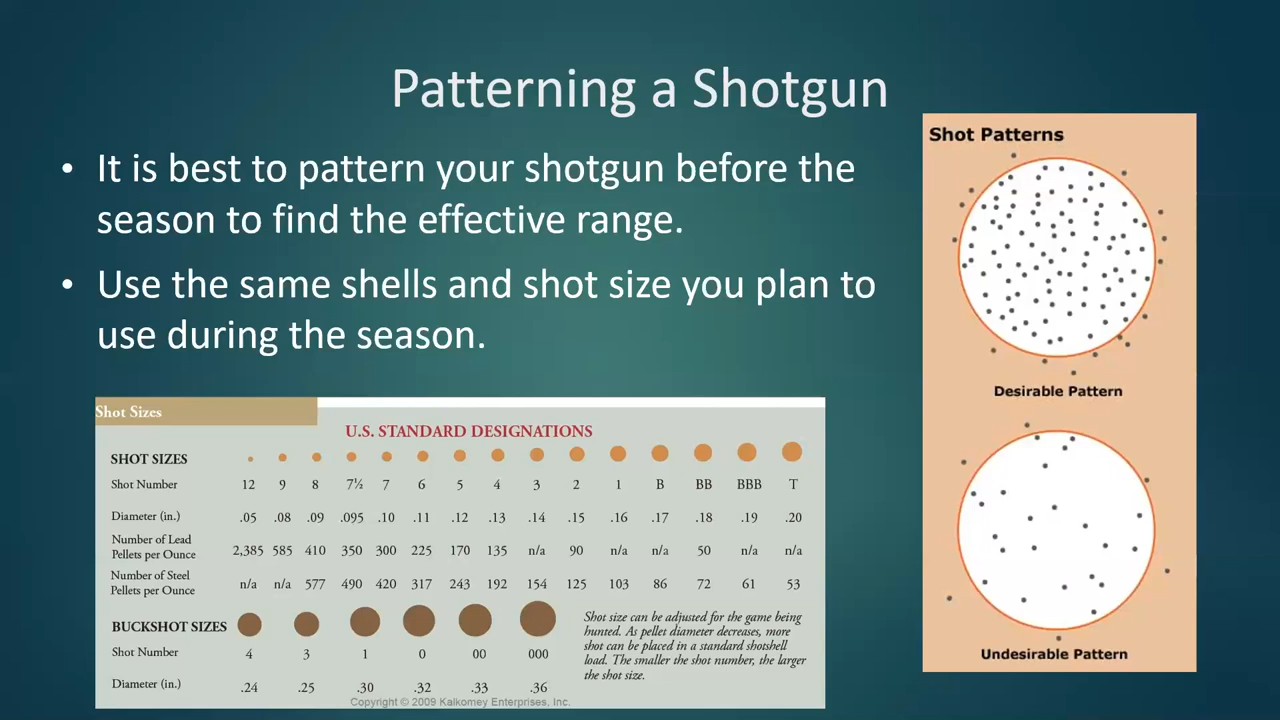 Patterning a Shotgun
• It is best to pattern your shotgun before the
season to find the effective range.
• Use the same shells and shot size you plan to
use during the season.
Shot Patterns
Desirable Pattern
Undesirable Pattern
Shot Sizes
U.S. STANDARD DESIGNATIONS
SHOT SIZES
Shot Number 12 9 8 7½ 7 6 5 4 3 2 1 B BB BBB T
Diameter (in.) .05 .08 .09 .095 .10 .11 .12 .13 .14 .15 .16 .17 .18 .19 .20
Number of Lead
Pellets per Ounce 2,385 585 410 350 300 225 170 135 n/a 90 n/a n/a 50 n/a n/a
Number of Steel
Pellets per Ounce n/a n/a 577 490 420 317 243 192 154 125 103 86 72 61 53
BUCKSHOT SIZES
Shot Number 4 3 1 0 00 000
Diameter (in.) .24 .25 .30 .32 .33 .36
Shot size can be adjusted for the game being
hunted. As pellet diameter decreases, more
shot can be placed in a standard shotshell
load. The smaller the shot number, the larger
the shot size.
Copyright © 2009 Kalkomey Enterprises, Inc.